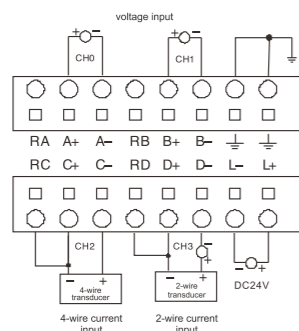 voltage input
- +
CH0
- +
CH1
RA A+ A− RB B+ B− ⏚ ⏚
RC C+ C− RD D+ D− L− L+
CH2
CH3
- +
- +
4-wire
transducer
- +
2-wire
transducer
- +
DC24V
4-wire current
input
2-wire current
input